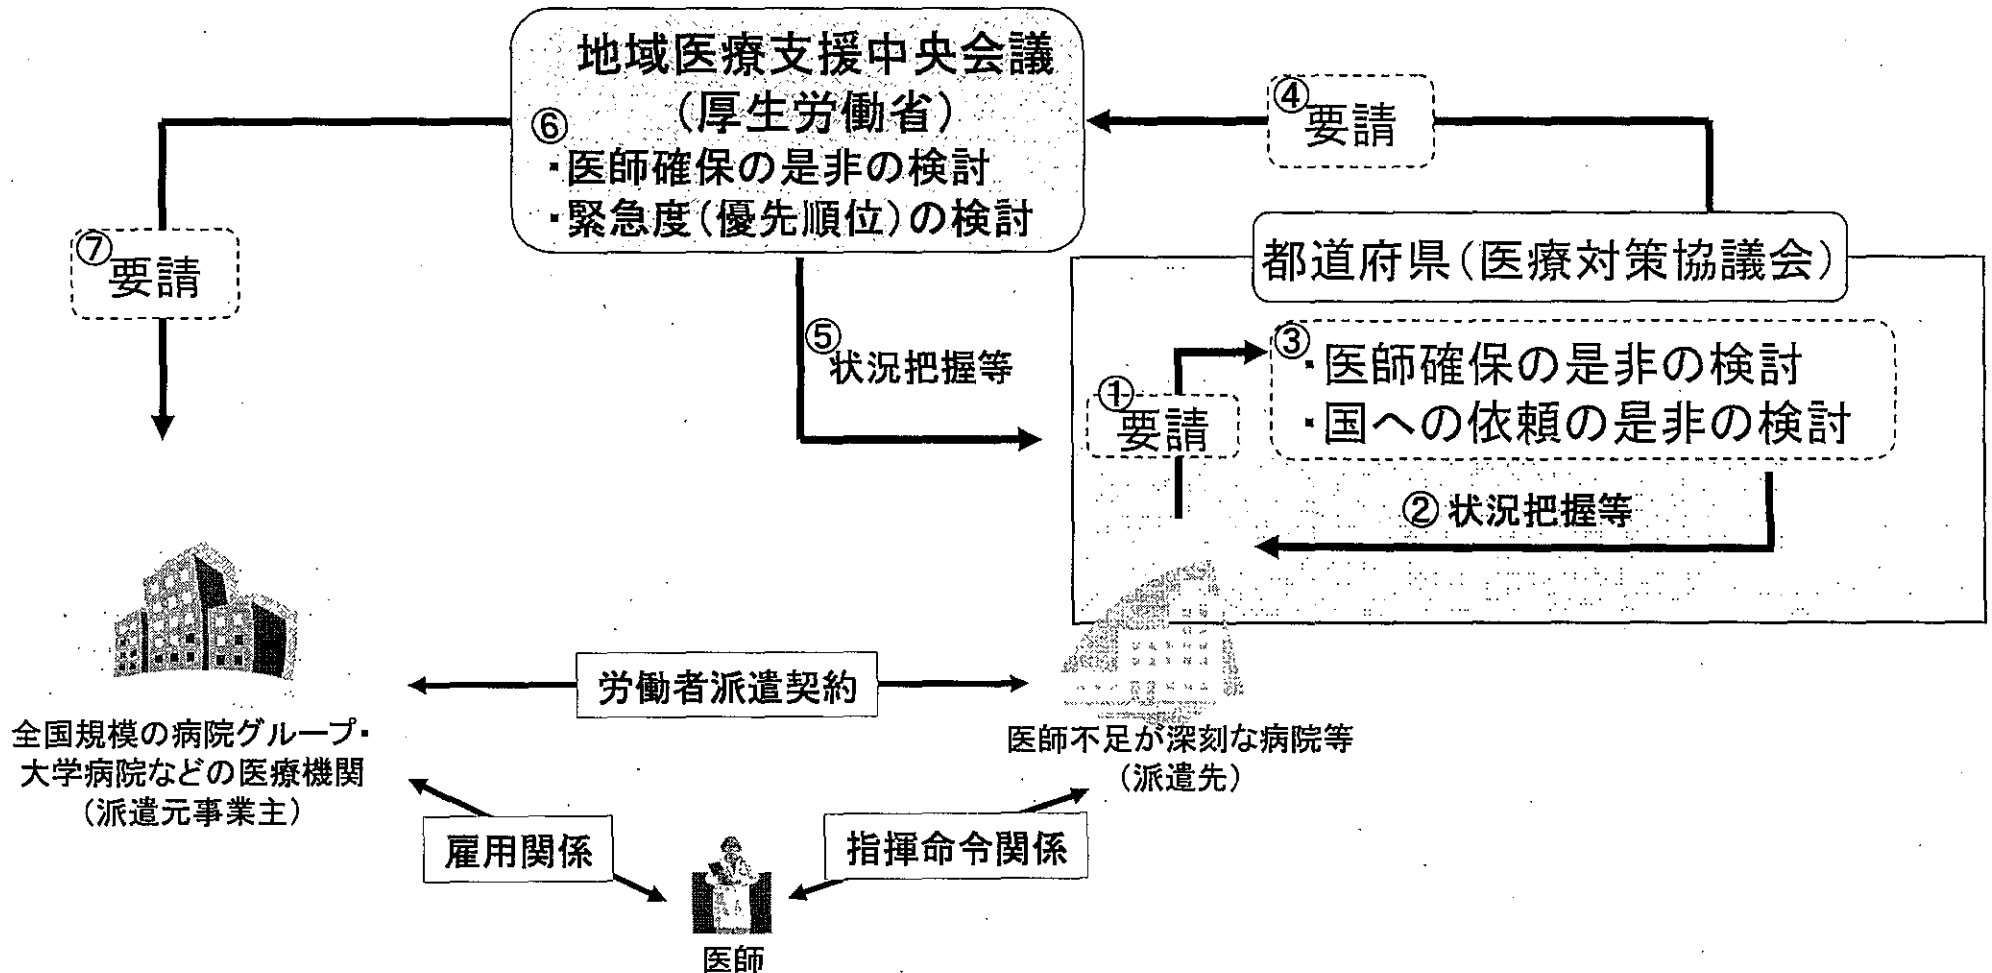 地域医療支援中央会議
（厚生労働省）
⑥
・医師確保の是非の検討
・緊急度（優先順位）の検討
④
要請
⑦
要請
都道府県（医療対策協議会）
⑤
状況把握等
③
・医師確保の是非の検討
・国への依頼の是非の検討
①
要請
② 状況把握等
労働者派遣契約
全国規模の病院グループ・
大学病院などの医療機関
（派遣元事業主）
医師不足が深刻な病院等
（派遣先）
雇用関係
指揮命令関係
医師